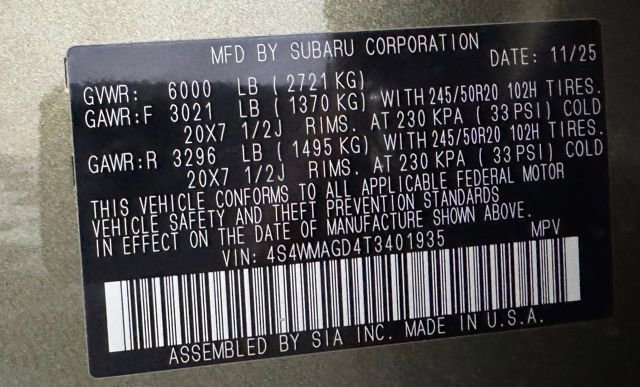 MFD BY SUBARU CORPORATION DATE: 11/25
GVWR: 6000 LB ( 2721 KG)
GAWR:F 3021 LB ( 1370 KG) WITH 245/50R20 102H TIRES.
20X7 1/2J RIMS. AT 230 KPA ( 33 PSI) COLD
GAWR:R 3296 LB ( 1495 KG) WITH 245/50R20 102H TIRES.
20X7 1/2J RIMS. AT 230 KPA ( 33 PSI) COLD
THIS VEHICLE CONFORMS TO ALL APPLICABLE FEDERAL MOTOR
VEHICLE SAFETY AND THEFT PREVENTION STANDARDS
IN EFFECT ON THE DATE OF MANUFACTURE SHOWN ABOVE.
VIN: 4S4WMAGD4T3401935 MPV
ASSEMBLED BY SIA INC. MADE IN U.S.A.